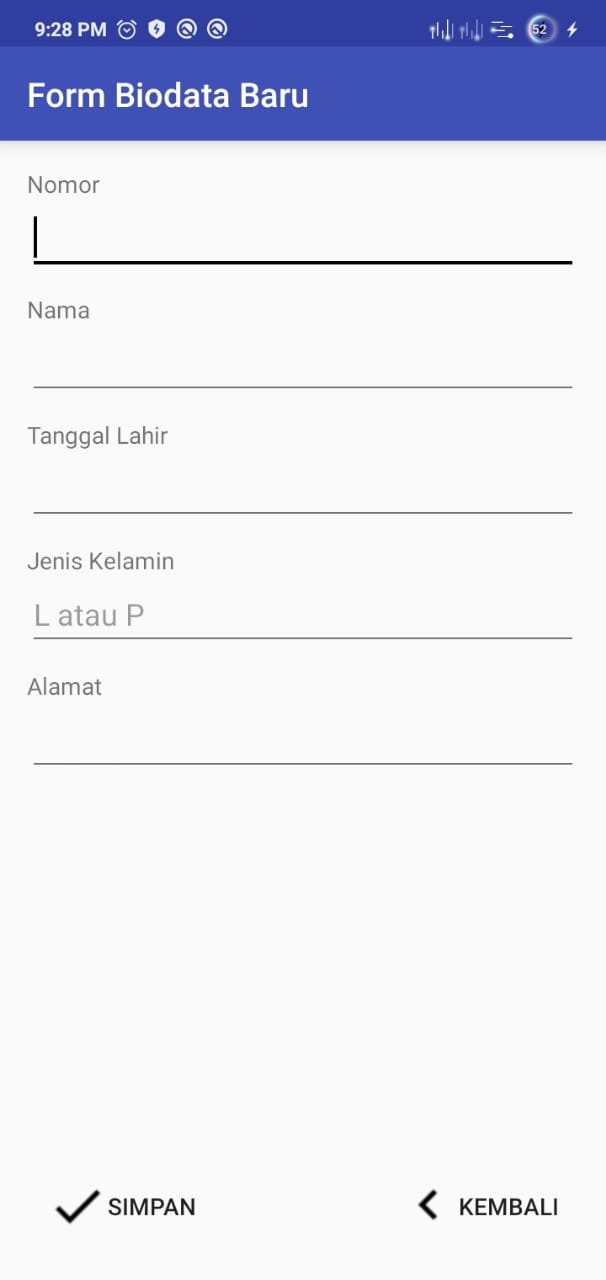 9:28 PM 52
Form Biodata Baru
Nomor
Nama
Tanggal Lahir
Jenis Kelamin
L atau P
Alamat
SIMPAN KEMBALI